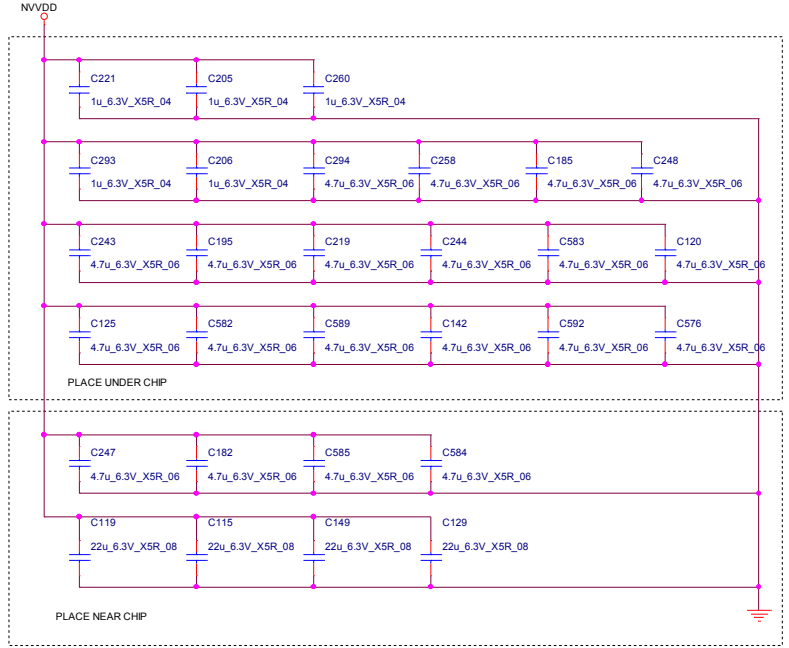 NVVDD
C221 C205 C260
1u_6.3V_X5R_04 1u_6.3V_X5R_04 1u_6.3V_X5R_04
C293 C206 C294 C258 C185 C248
1u_6.3V_X5R_04 1u_6.3V_X5R_04 4.7u_6.3V_X5R_06 4.7u_6.3V_X5R_06 4.7u_6.3V_X5R_06 4.7u_6.3V_X5R_06
C243 C195 C219 C244 C583 C120
4.7u_6.3V_X5R_06 4.7u_6.3V_X5R_06 4.7u_6.3V_X5R_06 4.7u_6.3V_X5R_06 4.7u_6.3V_X5R_06 4.7u_6.3V_X5R_06
C125 C582 C589 C142 C592 C576
4.7u_6.3V_X5R_06 4.7u_6.3V_X5R_06 4.7u_6.3V_X5R_06 4.7u_6.3V_X5R_06 4.7u_6.3V_X5R_06 4.7u_6.3V_X5R_06
PLACE UNDER CHIP
C247 C182 C585 C584
4.7u_6.3V_X5R_06 4.7u_6.3V_X5R_06 4.7u_6.3V_X5R_06 4.7u_6.3V_X5R_06
C119 C115 C149 C129
22u_6.3V_X5R_08 22u_6.3V_X5R_08 22u_6.3V_X5R_08 22u_6.3V_X5R_08
PLACE NEAR CHIP